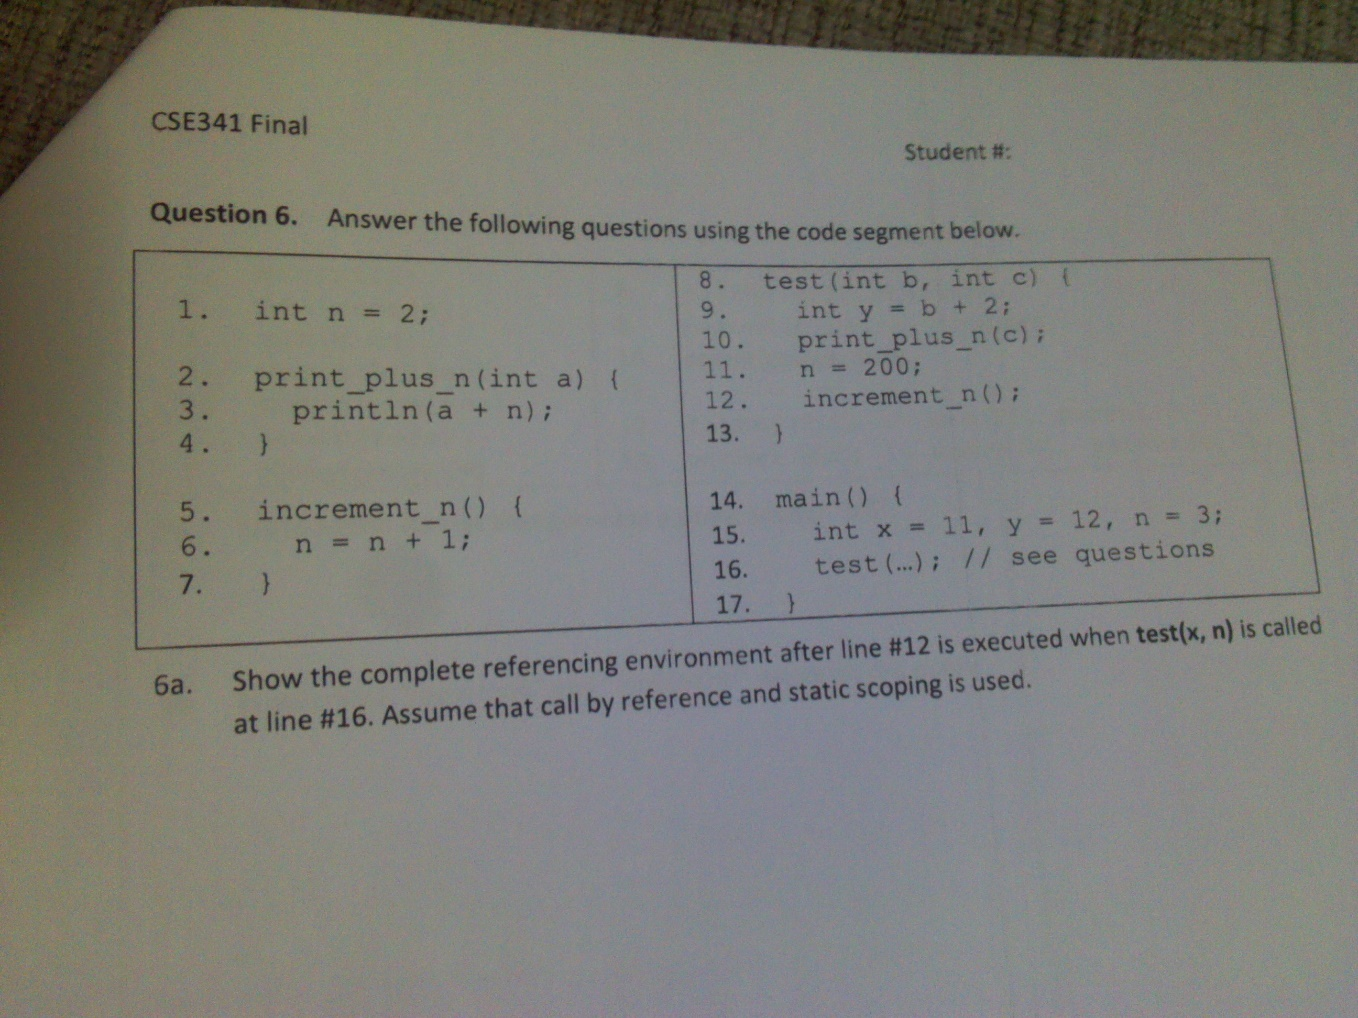 CSE341 Final
Student #:
Question 6. Answer the following questions using the code segment below.
1. int n = 2;
2. print_plus_n(int a) {
3. println(a + n);
4. }
5. increment_n() {
6. n = n + 1;
7. }
8. test(int b, int c) {
9. int y = b + 2;
10. print_plus_n(c);
11. n = 200;
12. increment_n();
13. }
14. main() {
15. int x = 11, y = 12, n = 3;
16. test(...); // see questions
17. }
6a. Show the complete referencing environment after line #12 is executed when test(x, n) is called
at line #16. Assume that call by reference and static scoping is used.